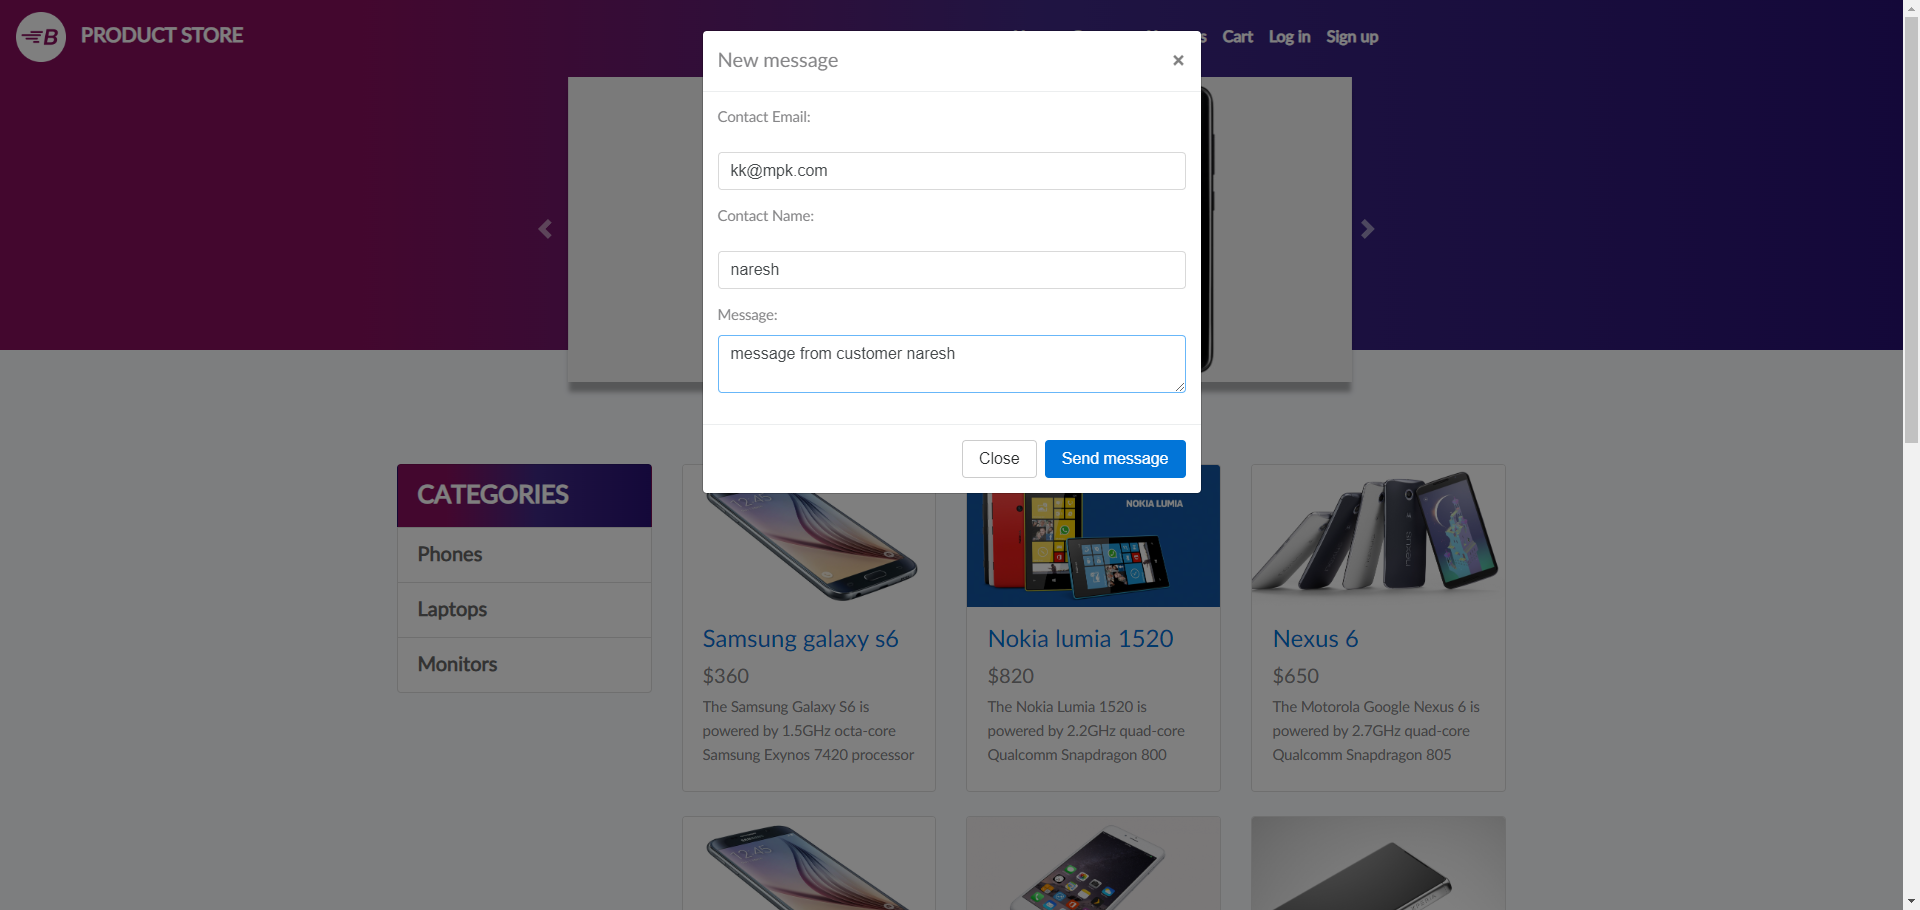 B PRODUCT STORE
Cart Log in Sign up
New message ×
Contact Email:
kk@mpk.com
Contact Name:
naresh
Message:
message from customer naresh
Close Send message
CATEGORIES
Phones
Laptops
Monitors
NOKIA LUMIA
nexus
Samsung galaxy s6
$360
The Samsung Galaxy S6 is
powered by 1.5GHz octa-core
Samsung Exynos 7420 processor
Nokia lumia 1520
$820
The Nokia Lumia 1520 is
powered by 2.2GHz quad-core
Qualcomm Snapdragon 800
Nexus 6
$650
The Motorola Google Nexus 6 is
powered by 2.7GHz quad-core
Qualcomm Snapdragon 805
12:45